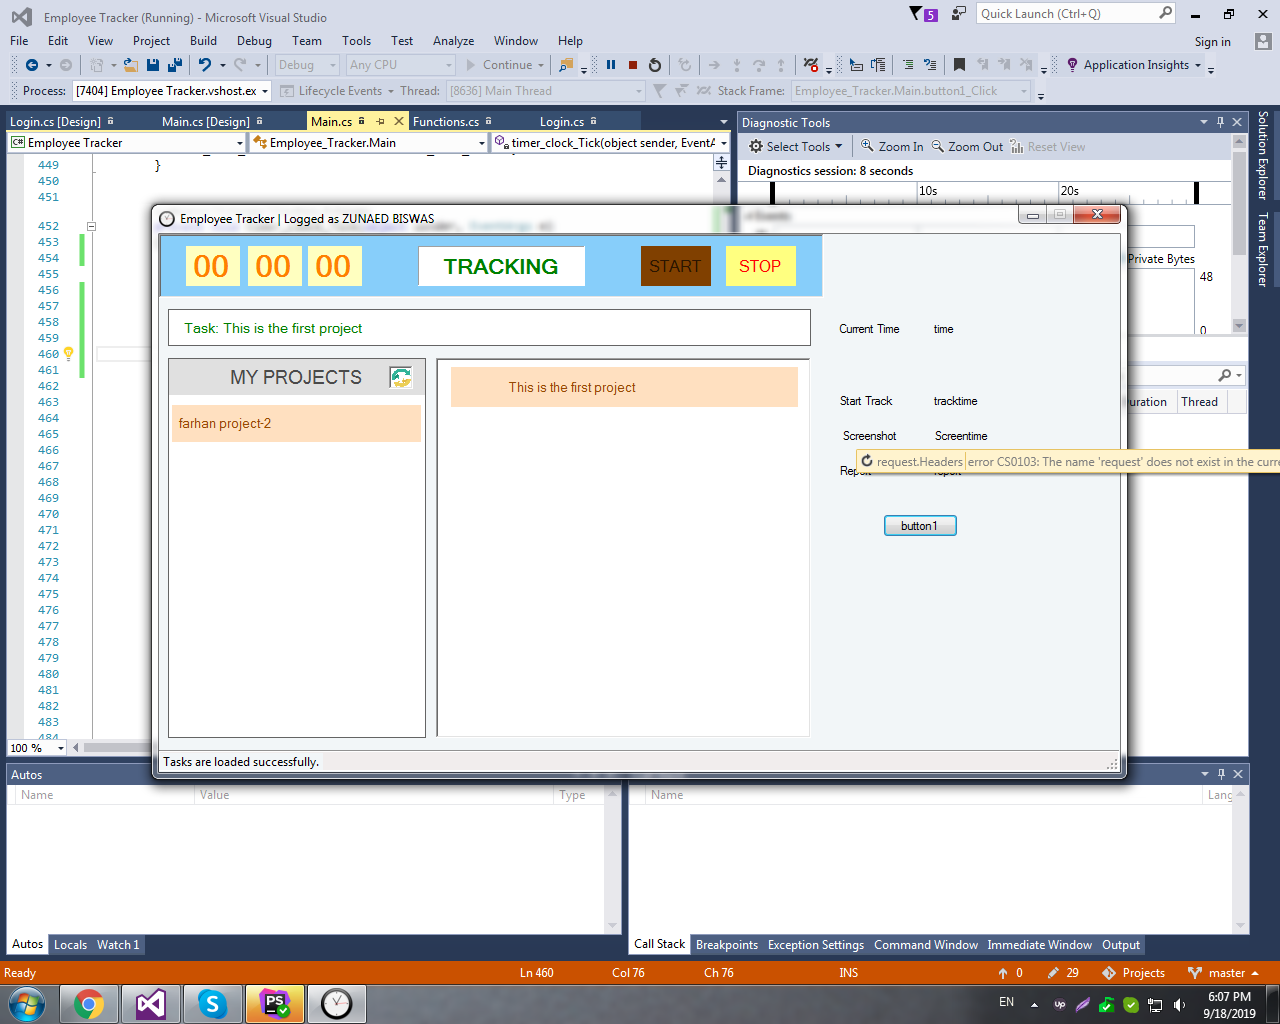 Employee Tracker (Running) - Microsoft Visual Studio
5
Quick Launch (Ctrl+Q)
File Edit View Project Build Debug Team Tools Test Analyze Window Help
Sign in
Debug Any CPU Continue Application Insights
Process: [7404] Employee Tracker.vshost.ex Lifecycle Events Thread: [8636] Main Thread Stack Frame: Employee_Tracker.Main.button1_Click
Login.cs [Design] Main.cs [Design] Main.cs Functions.cs Login.cs
Diagnostic Tools
Solution Explorer
Team Explorer
C# Employee Tracker Employee_Tracker.Main timer_clock_Tick(object sender, EventA
Select Tools Zoom In Zoom Out Reset View
Diagnostics session: 8 seconds
10s 20s
Events
Private Bytes
48
0
uration Thread
449 }
450
451
452
453
454
455
456
457
458
459
460
461
462
463
464
465
466
467
468
469
470
471
472
473
474
475
476
477
478
479
480
481
482
483
484
100 %
Employee Tracker | Logged as ZUNAED BISWAS
00 00 00 TRACKING START STOP
Task: This is the first project
Current Time time
MY PROJECTS
This is the first project
farhan project-2
Start Track tracktime
Screenshot Screentime
request.Headers error CS0103: The name 'request' does not exist in the curre
Report report
button1
Tasks are loaded successfully.
Autos
Name Value Type
Name Lang
Autos Locals Watch 1
Call Stack Breakpoints Exception Settings Command Window Immediate Window Output
Ready Ln 460 Col 76 Ch 76 INS 0 29 Projects master
S PS
EN
up
6:07 PM
9/18/2019